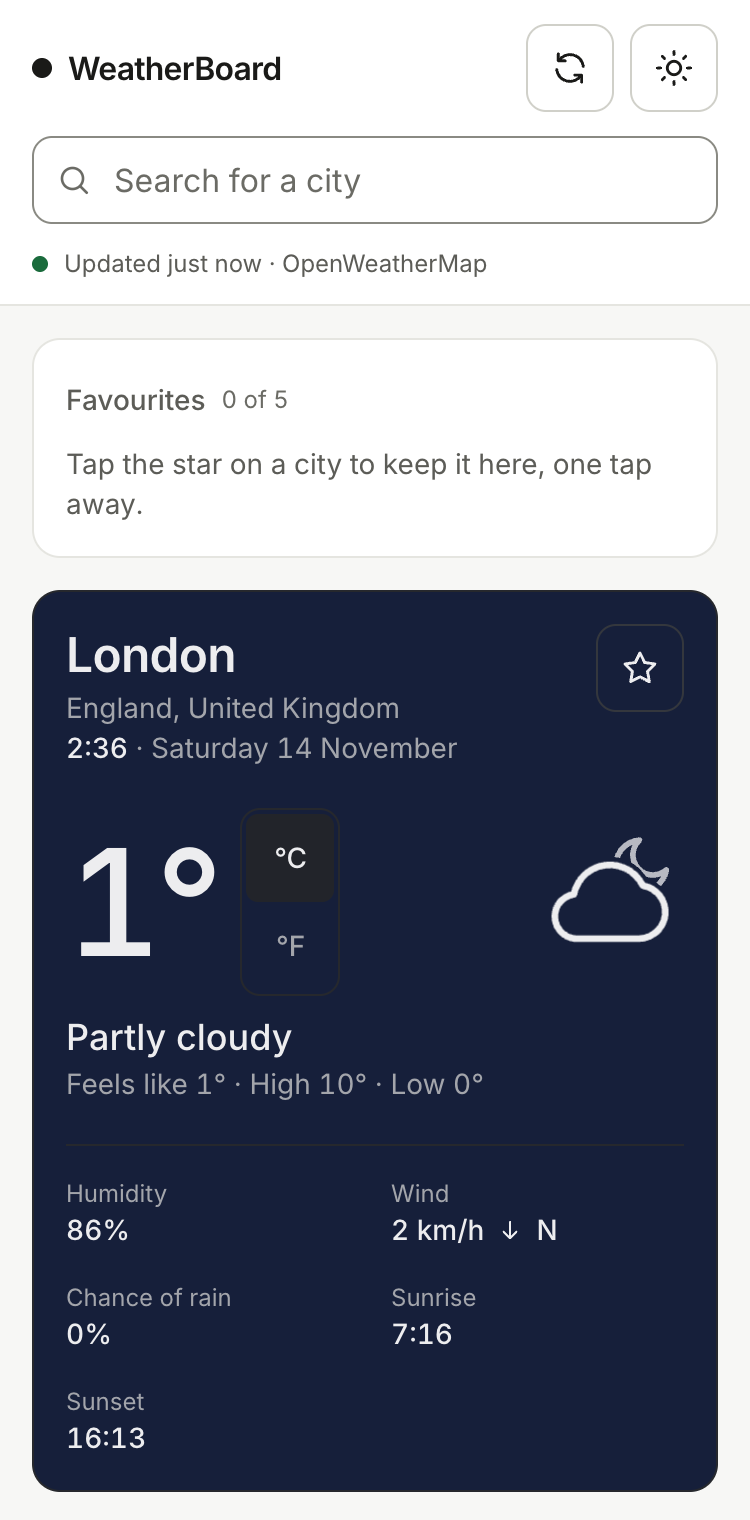 WeatherBoard
Search for a city
Updated just now · OpenWeatherMap
Favourites 0 of 5
Tap the star on a city to keep it here, one tap
away.
London
England, United Kingdom
2:36 · Saturday 14 November
1°
°C
°F
Partly cloudy
Feels like 1° · High 10° · Low 0°
Humidity
86%
Wind
2 km/h ↓ N
Chance of rain
0%
Sunrise
7:16
Sunset
16:13